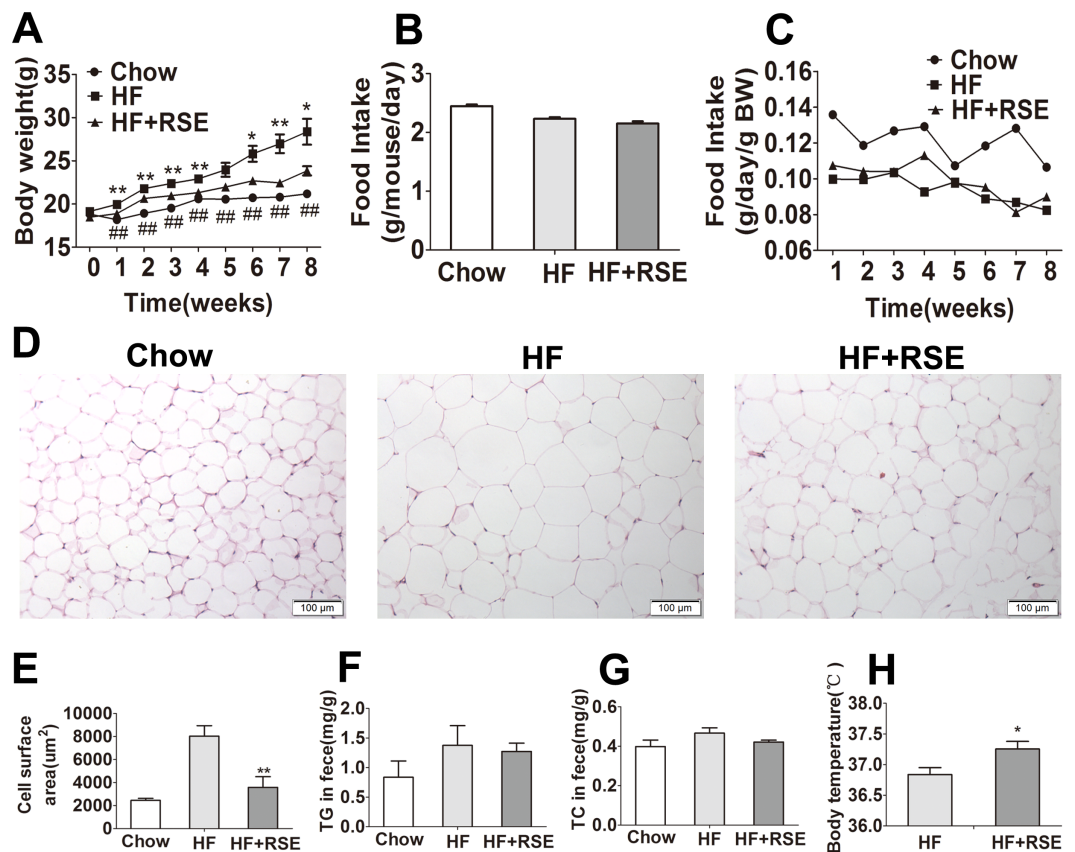 A
Body weight(g)
35
30
25
20
15
Chow
HF
HF+RSE
** ** ** ** * ** *
## ## ## ## ## ## ## ##
0 1 2 3 4 5 6 7 8
Time(weeks)
B
Food Intake
(g/mouse/day)
3
2
1
0
Chow HF HF+RSE
C
Food Intake
(g/day/g BW)
0.16
0.14
0.12
0.10
0.08
0.06
Chow
HF
HF+RSE
1 2 3 4 5 6 7 8
Time(weeks)
D
Chow HF HF+RSE
100 µm 100 µm 100 µm
E
Cell surface
area(um²)
10000
8000
6000
4000
2000
0
**
Chow HF HF+RSE
F
TG in fece(mg/g)
2.0
1.5
1.0
0.5
0.0
Chow HF HF+RSE
G
TC in fece(mg/g)
0.6
0.4
0.2
0.0
Chow HF HF+RSE
H
Body temperature(℃ )
37.5
37.0
36.5
36.0
*
HF HF+RSE